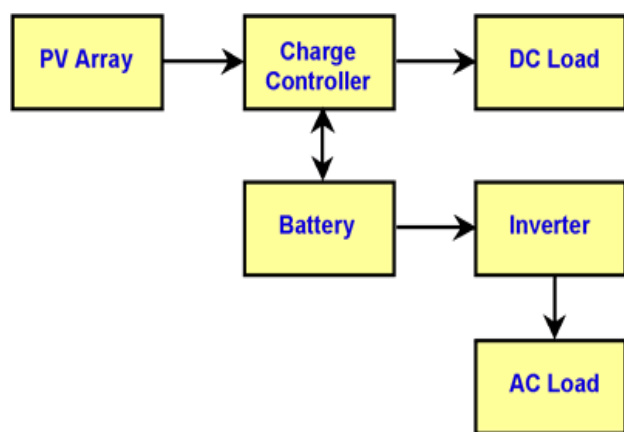 PV Array
Charge
Controller
DC Load
Battery
Inverter
AC Load